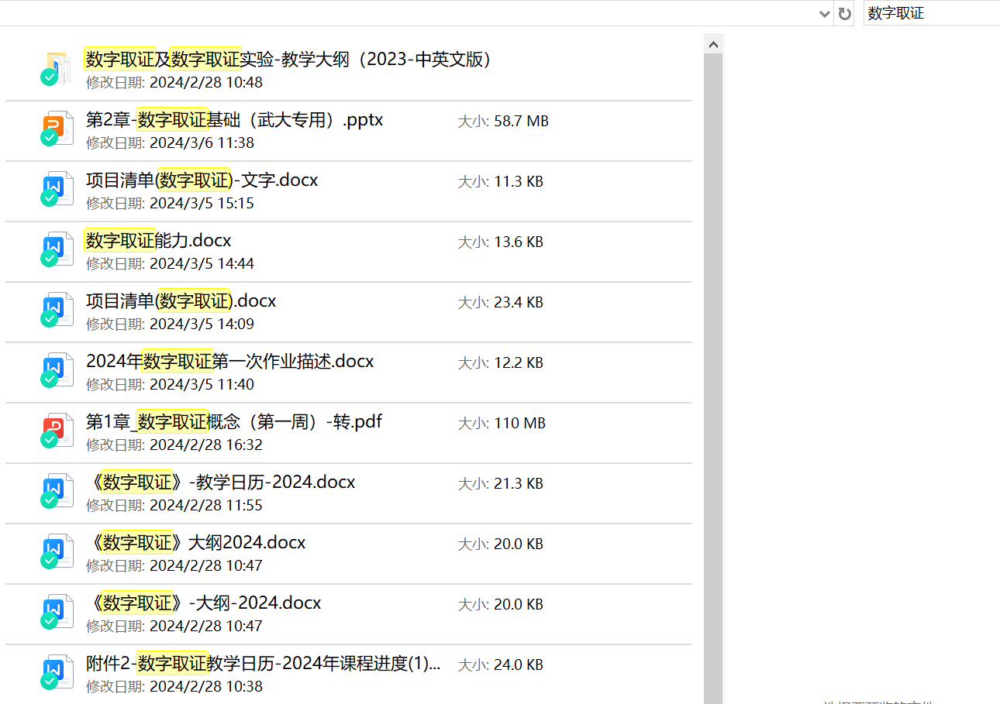 数字取证
数字取证及数字取证实验-教学大纲（2023-中英文版）
修改日期: 2024/2/28 10:48
第2章-数字取证基础（武大专用）.pptx 大小: 58.7 MB
修改日期: 2024/3/6 11:38
项目清单(数字取证)-文字.docx 大小: 11.3 KB
修改日期: 2024/3/5 15:15
数字取证能力.docx 大小: 13.6 KB
修改日期: 2024/3/5 14:44
项目清单(数字取证).docx 大小: 23.4 KB
修改日期: 2024/3/5 14:09
2024年数字取证第一次作业描述.docx 大小: 12.2 KB
修改日期: 2024/3/5 11:40
第1章_数字取证概念（第一周）-转.pdf 大小: 110 MB
修改日期: 2024/2/28 16:32
《数字取证》-教学日历-2024.docx 大小: 21.3 KB
修改日期: 2024/2/28 11:55
《数字取证》大纲2024.docx 大小: 20.0 KB
修改日期: 2024/2/28 10:47
《数字取证》-大纲-2024.docx 大小: 20.0 KB
修改日期: 2024/2/28 10:47
附件2-数字取证教学日历-2024年课程进度(1)... 大小: 24.0 KB
修改日期: 2024/2/28 10:38